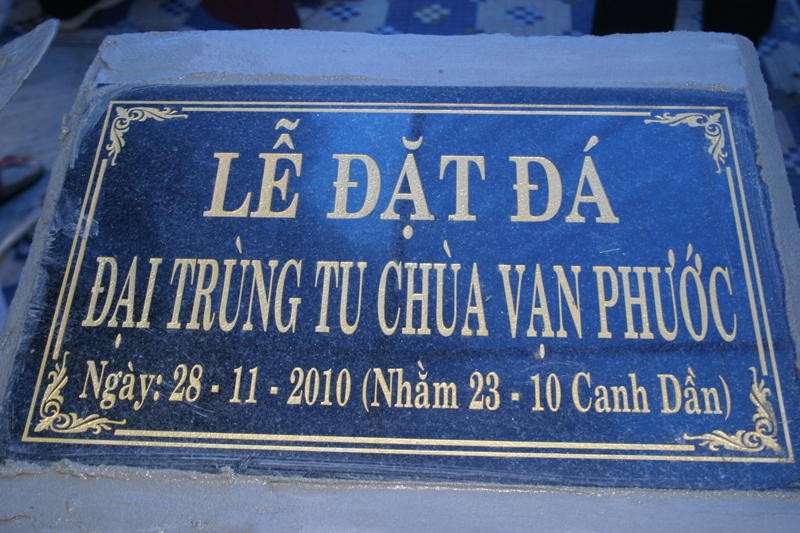 LỄ ĐẶT ĐÁ
ĐẠI TRÙNG TU CHÙA VẠN PHƯỚC
Ngày: 28 - 11 - 2010 (Nhằm 23 - 10 Canh Dần)